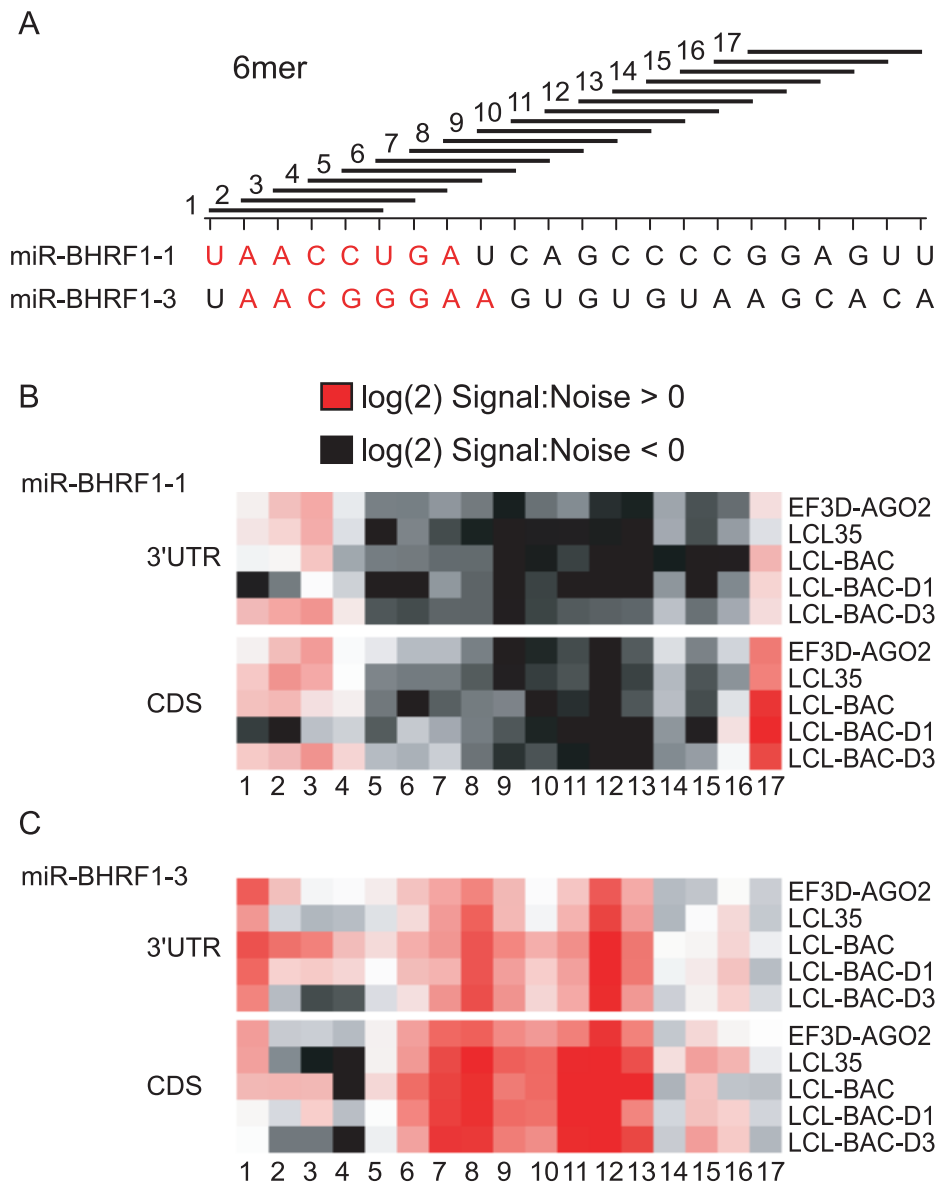 A
6mer
1 2 3 4 5 6 7 8 9 10 11 12 13 14 15 16 17
miR-BHRF1-1 U A A C C U G A U C A G C C C C G G A G U U
miR-BHRF1-3 U A A C G G G A A G U G U G U A A G C A C A
B
log(2) Signal:Noise > 0
log(2) Signal:Noise < 0
miR-BHRF1-1
3'UTR
EF3D-AGO2
LCL35
LCL-BAC
LCL-BAC-D1
LCL-BAC-D3
CDS
EF3D-AGO2
LCL35
LCL-BAC
LCL-BAC-D1
LCL-BAC-D3
1 2 3 4 5 6 7 8 9 10 11 12 13 14 15 16 17
C
miR-BHRF1-3
3'UTR
EF3D-AGO2
LCL35
LCL-BAC
LCL-BAC-D1
LCL-BAC-D3
CDS
EF3D-AGO2
LCL35
LCL-BAC
LCL-BAC-D1
LCL-BAC-D3
1 2 3 4 5 6 7 8 9 10 11 12 13 14 15 16 17